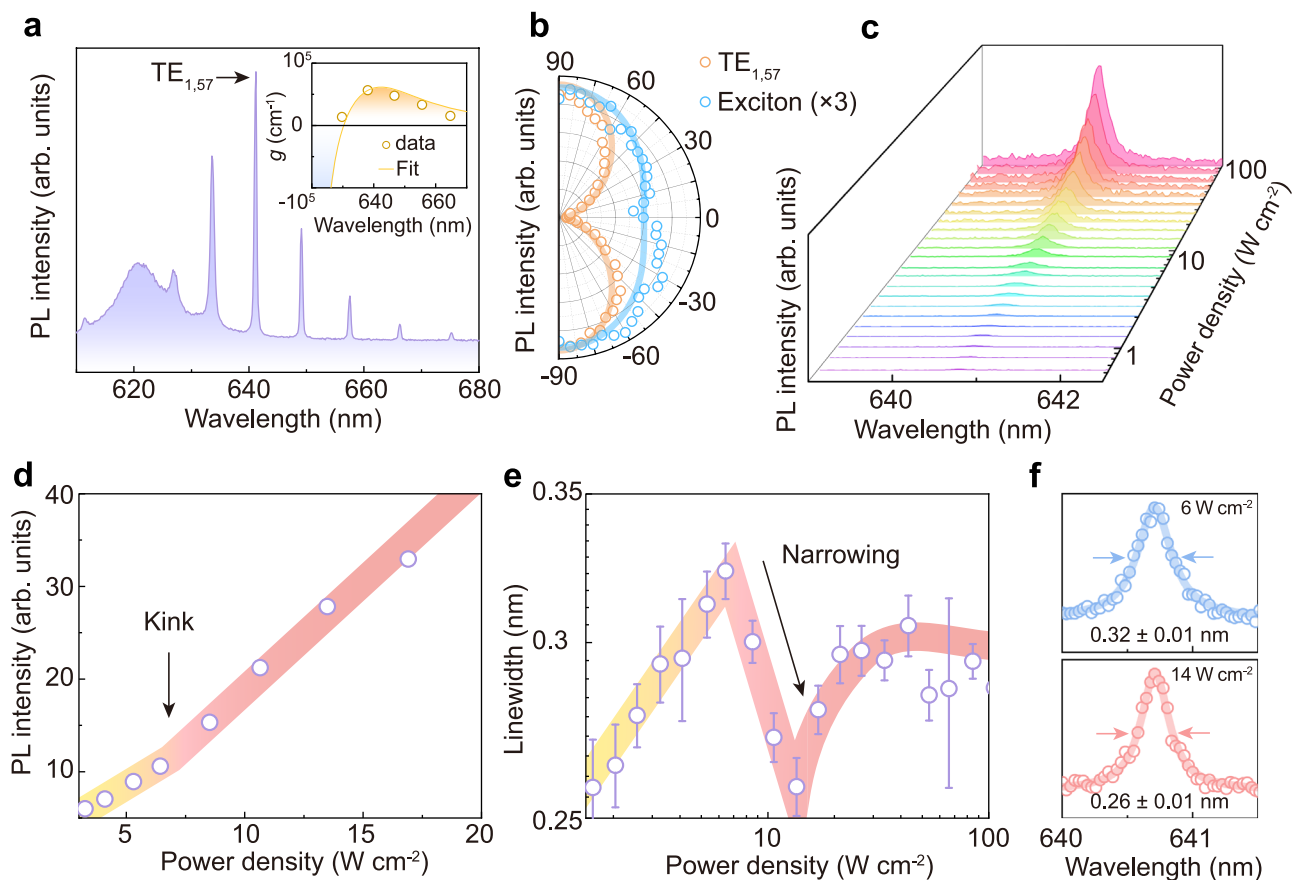 a
PL intensity (arb. units)
TE1,57
10⁵
0
-10⁵
g (cm⁻¹)
data
Fit
640
660
Wavelength (nm)
620
640
660
680
Wavelength (nm)
b
PL intensity (arb. units)
90
60
30
0
-30
-60
-90
TE1,57
Exciton (×3)
c
PL intensity (arb. units)
640
642
Wavelength (nm)
100
10
1
Power density (W cm⁻²)
d
PL intensity (arb. units)
40
30
20
10
Kink
5
10
15
20
Power density (W cm⁻²)
e
Linewidth (nm)
0.35
0.3
0.25
Narrowing
10
100
Power density (W cm⁻²)
f
6 W cm⁻²
0.32 ± 0.01 nm
14 W cm⁻²
0.26 ± 0.01 nm
640
641
Wavelength (nm)